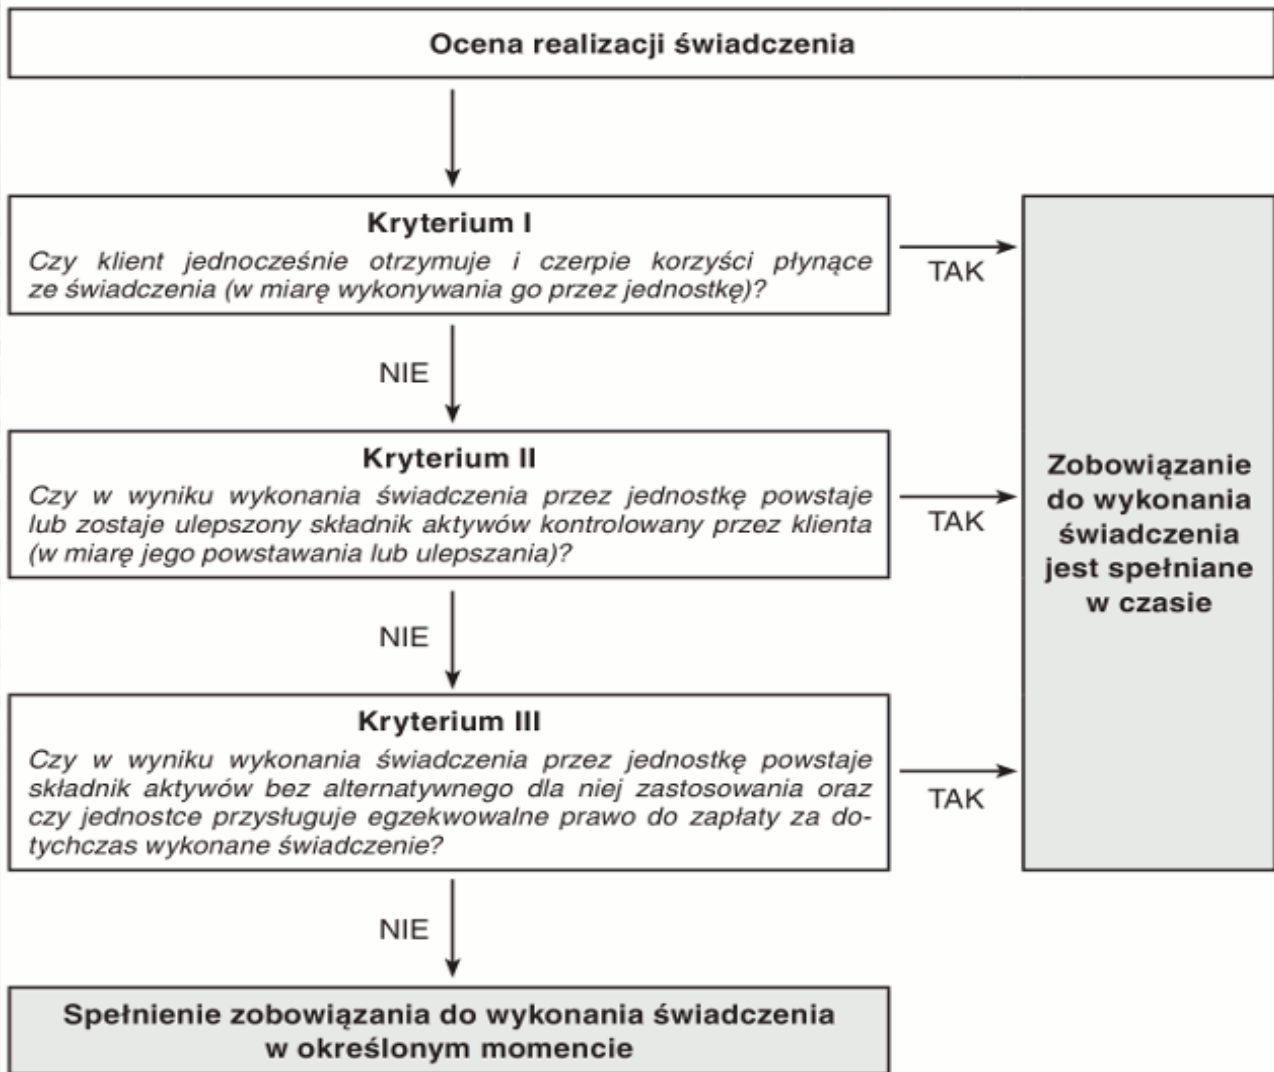 Ocena realizacji świadczenia
Kryterium I
Czy klient jednocześnie otrzymuje i czerpie korzyści płynące
ze świadczenia (w miarę wykonywania go przez jednostkę)?
TAK
NIE
Kryterium II
Czy w wyniku wykonania świadczenia przez jednostkę powstaje
lub zostaje ulepszony składnik aktywów kontrolowany przez klienta
(w miarę jego powstawania lub ulepszania)?
TAK
NIE
Kryterium III
Czy w wyniku wykonania świadczenia przez jednostkę powstaje
składnik aktywów bez alternatywnego dla niej zastosowania oraz
czy jednostce przysługuje egzekwowalne prawo do zapłaty za do-
tychczas wykonane świadczenie?
TAK
NIE
Zobowiązanie
do wykonania
świadczenia
jest spełniane
w czasie
Spełnienie zobowiązania do wykonania świadczenia
w określonym momencie